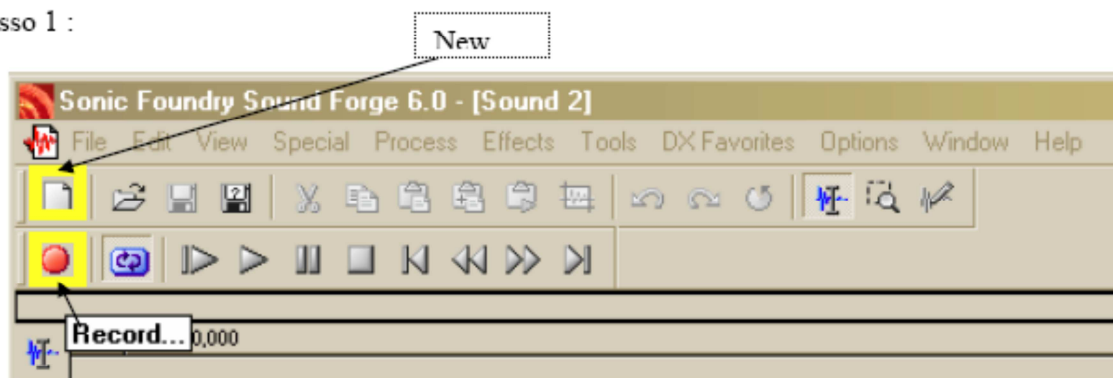 sso 1 :
New
Sonic Foundry Sound Forge 6.0 - [Sound 2]
File Edit View Special Process Effects Tools DX Favorites Options Window Help
Record...
0,000